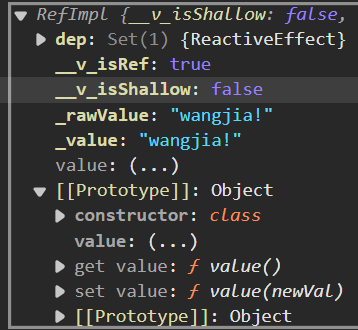 ▼ RefImpl {__v_isShallow: false,
▶ dep: Set(1) {ReactiveEffect}
__v_isRef: true
__v_isShallow: false
_rawValue: "wangjia!"
_value: "wangjia!"
value: (...)
▼ [[Prototype]]: Object
▶ constructor: class
value: (...)
▶ get value: ƒ value()
▶ set value: ƒ value(newVal)
▶ [[Prototype]]: Object